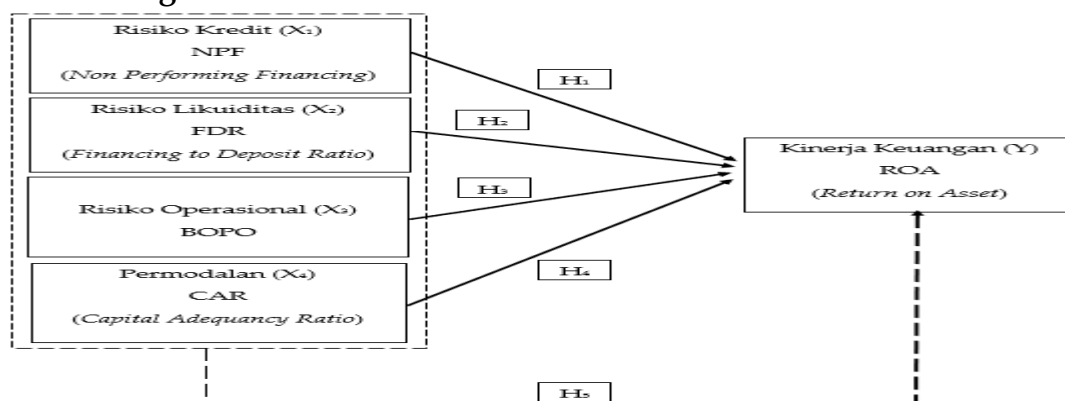 Risiko Kredit (X₁)
NPF
(Non Performing Financing)
H₁
Risiko Likuiditas (X₂)
FDR
(Financing to Deposit Ratio)
H₂
Kinerja Keuangan (Y)
ROA
(Return on Asset)
Risiko Operasional (X₃)
BOPO
H₃
Permodalan (X₄)
CAR
(Capital Adequancy Ratio)
H₄
H₅